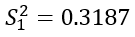 S₁² = 0.3187